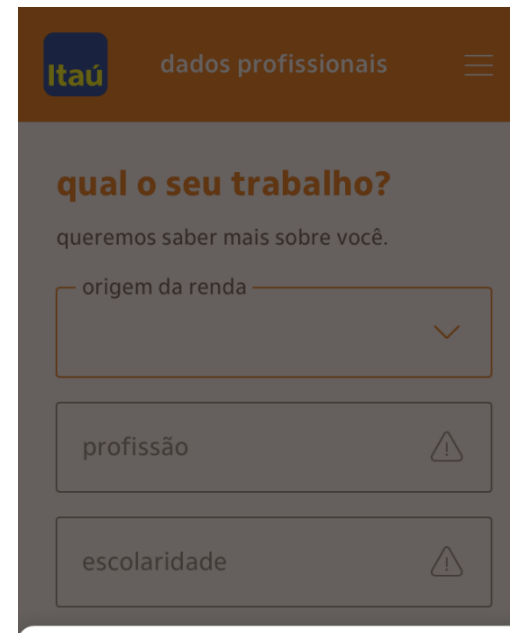 Itaú
dados profissionais
qual o seu trabalho?
queremos saber mais sobre você.
origem da renda
profissão
escolaridade